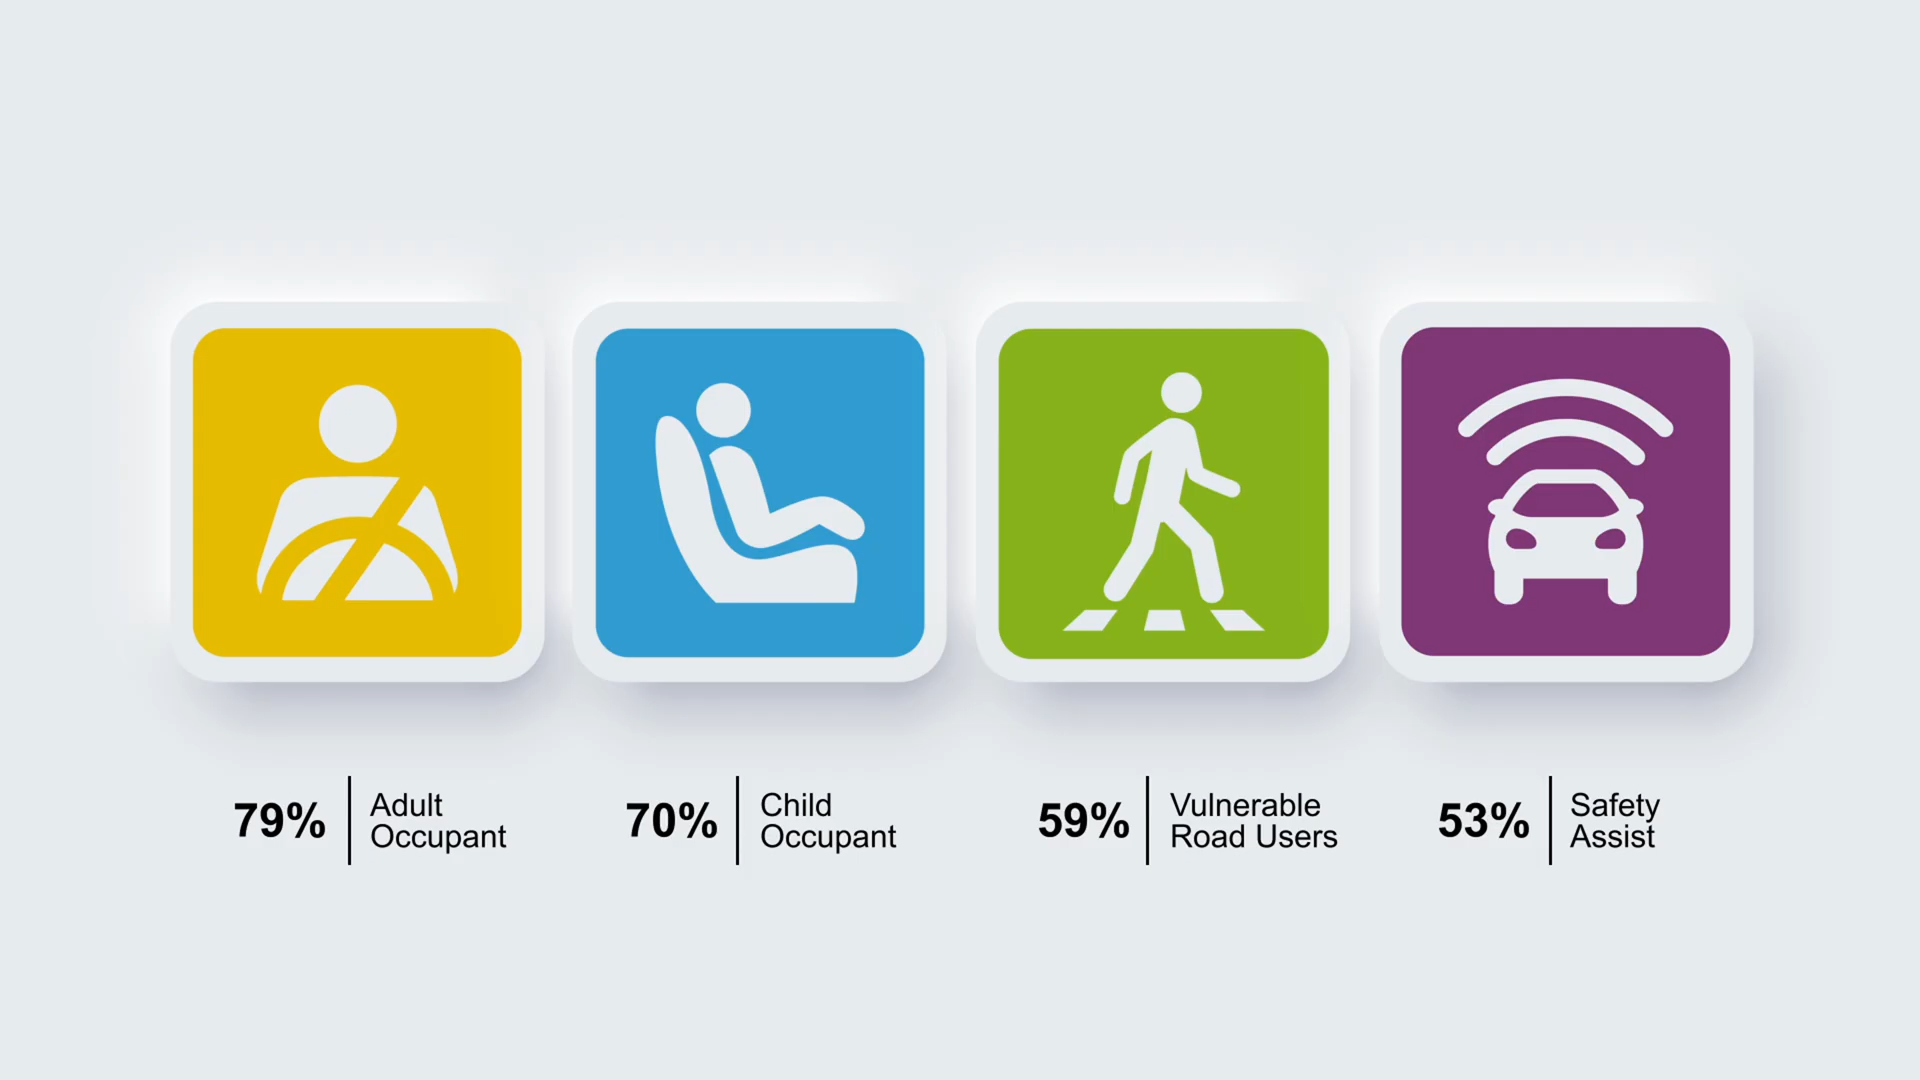 79%
Adult
Occupant
70%
Child
Occupant
59%
Vulnerable
Road Users
53%
Safety
Assist